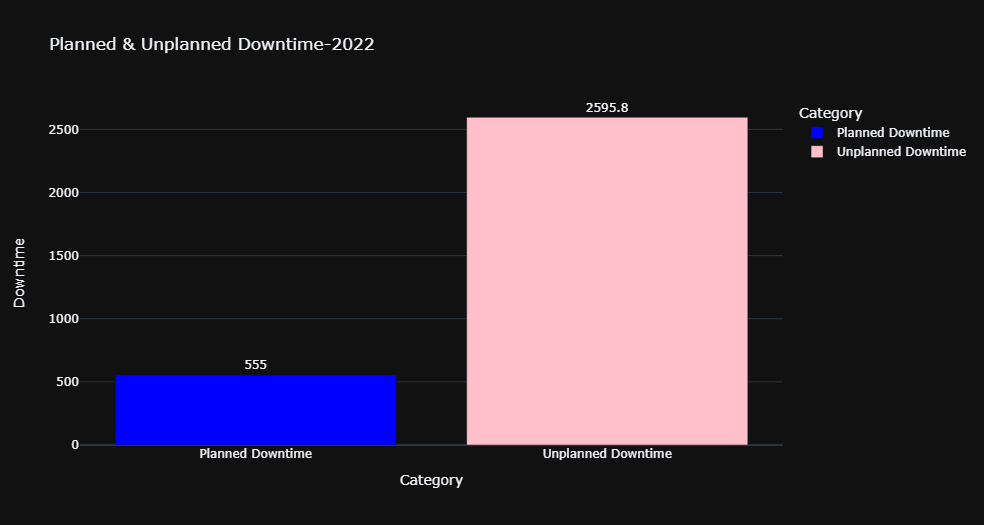 Planned & Unplanned Downtime-2022
2595.8
555
2500
2000
1500
1000
500
0
Downtime
Planned Downtime
Unplanned Downtime
Category
Category
Planned Downtime
Unplanned Downtime